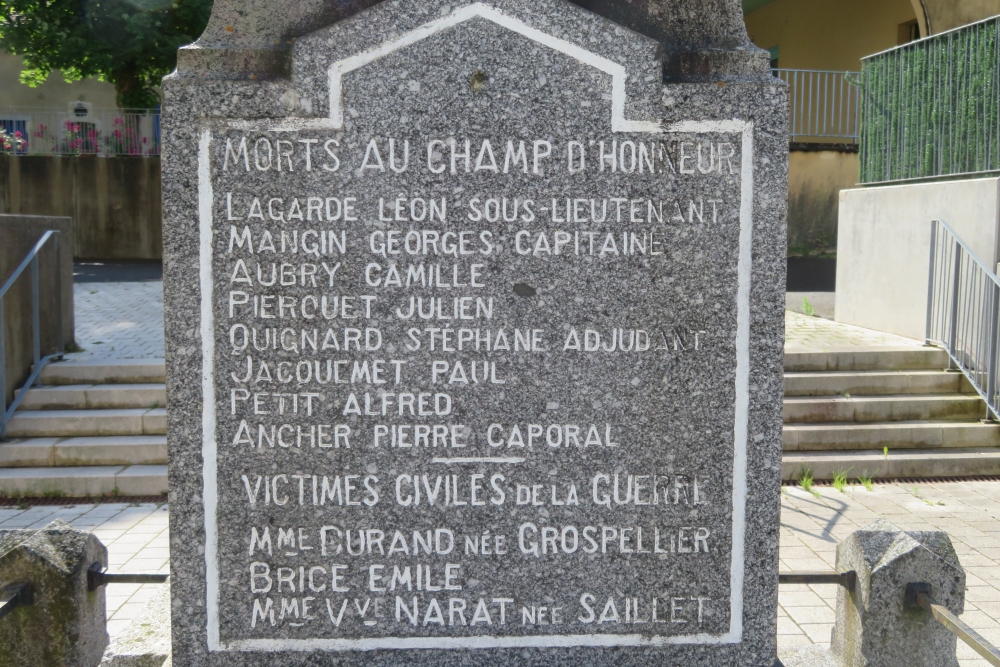 MORTS AU CHAMP D'HONNEUR
LAGARDE LÉON SOUS-LIEUTENANT
MANGIN GEORGES CAPITAINE
AUBRY CAMILLE
PIERQUET JULIEN
QUIGNARD STÉPHANE ADJUDANT
JACQUEMET PAUL
PETIT ALFRED
ANCHER PIERRE CAPORAL
VICTIMES CIVILES DE LA GUERRE
MME DURAND NÉE GROSPELLIER
BRICE EMILE
MME VVE NARAT NÉE SAILLET